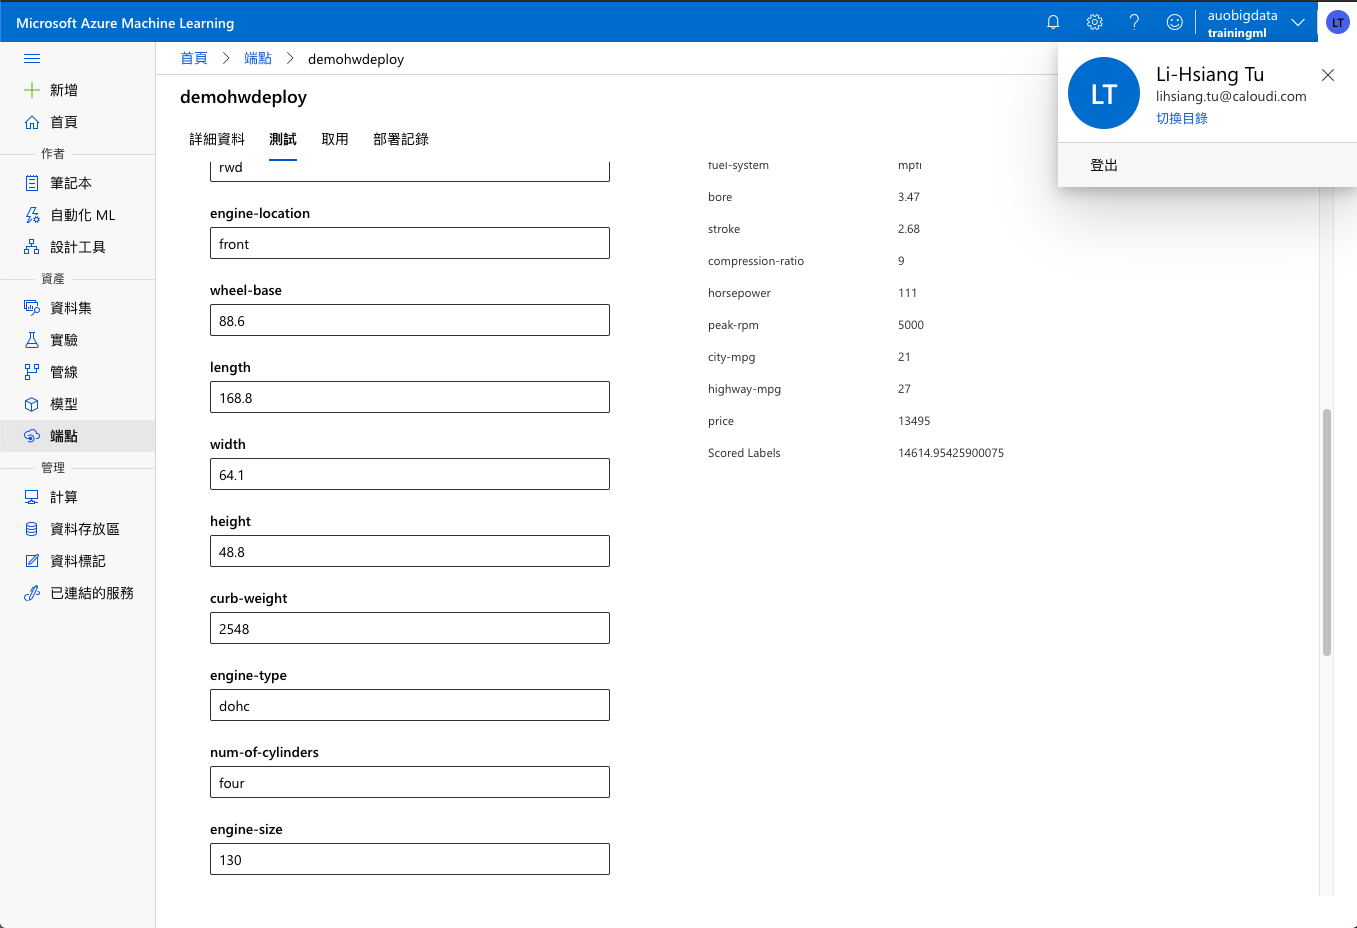 Microsoft Azure Machine Learning
auobigdata
trainingml
LT
首頁 > 端點 > demohwdeploy
Li-Hsiang Tu
lihsiang.tu@caloudi.com
切換目錄
LT
登出
新增
首頁
作者
筆記本
自動化 ML
設計工具
資產
資料集
實驗
管線
模型
端點
管理
計算
資料存放區
資料標記
已連結的服務
demohwdeploy
詳細資料 測試 取用 部署記錄
rwd
engine-location
front
wheel-base
88.6
length
168.8
width
64.1
height
48.8
curb-weight
2548
engine-type
dohc
num-of-cylinders
four
engine-size
130
fuel-system mpfi
bore 3.47
stroke 2.68
compression-ratio 9
horsepower 111
peak-rpm 5000
city-mpg 21
highway-mpg 27
price 13495
Scored Labels 14614.95425900075